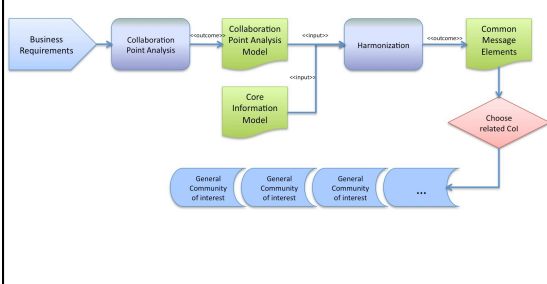 Business
Requirements
Collaboration
Point Analysis
<<outcome>>
Collaboration
Point Analysis
Model
<<input>>
Harmonization
<<outcome>>
Common
Message
Elements
<<input>>
Core
Information
Model
Choose
related CoI
General
Community
of interest
General
Community
of interest
General
Community
of interest
...